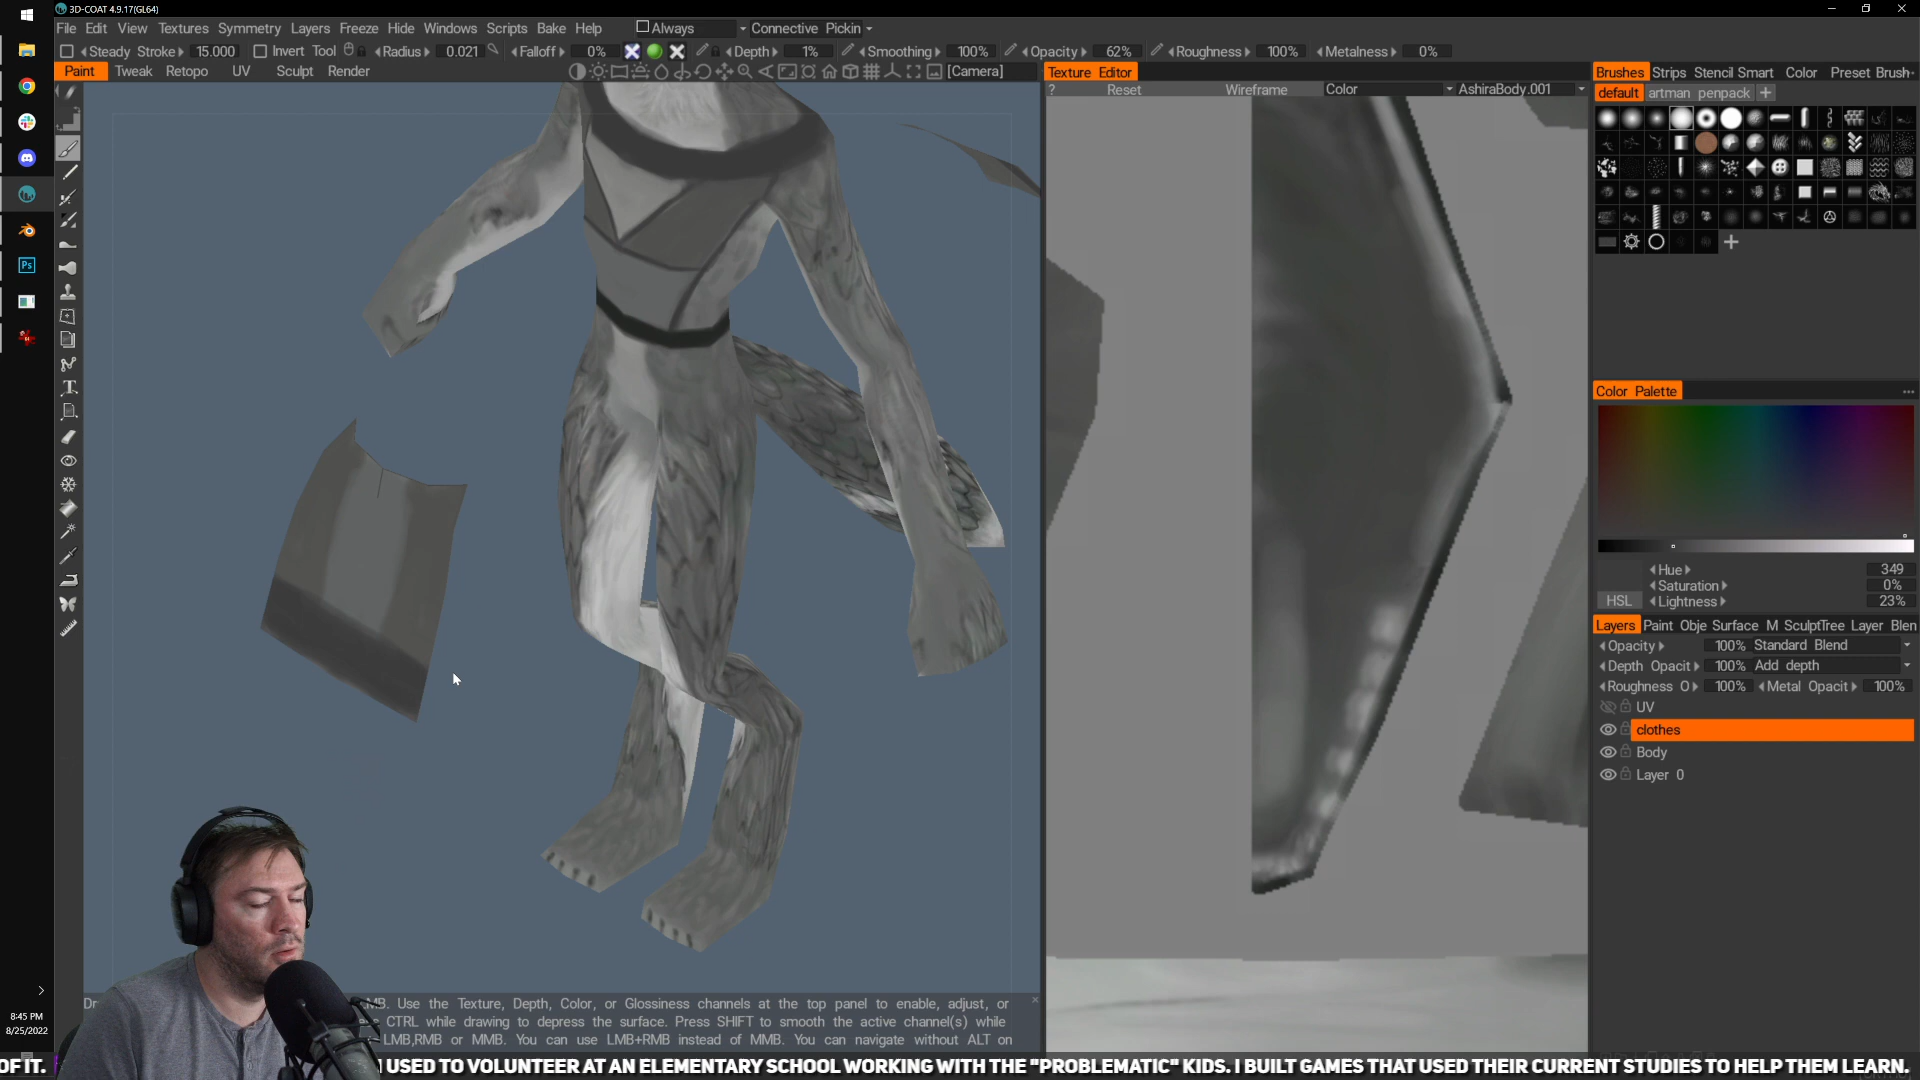 3D-COAT 4.9.17(GL64)
File Edit View Textures Symmetry Layers Freeze Hide Windows Scripts Bake Help Always Connective Pickin
Steady Stroke 15.000 Invert Tool Radius 0.021 Falloff 0% Depth 1% Smoothing 100% Opacity 62% Roughness 100% Metalness 0%
Paint Tweak Retopo UV Sculpt Render [Camera]
Texture Editor
? Reset Wireframe Color AshiraBody.001
Brushes Strips Stencil Smart Color Preset Brush
default artman penpack
Color Palette
Hue 349
Saturation 0%
HSL Lightness 23%
Layers Paint Obje Surface M SculptTree Layer Blen
Opacity 100% Standard Blend
Depth Opacit 100% Add depth
Roughness O 100% Metal Opacit 100%
UV
clothes
Body
Layer 0
Ps
8:45 PM
8/25/2022
MB. Use the Texture, Depth, Color, or Glossiness channels at the top panel to enable, adjust, or
CTRL while drawing to depress the surface. Press SHIFT to smooth the active channel(s) while
LMB,RMB or MMB. You can use LMB+RMB instead of MMB. You can navigate without ALT on
OF IT. I USED TO VOLUNTEER AT AN ELEMENTARY SCHOOL WORKING WITH THE "PROBLEMATIC" KIDS. I BUILT GAMES THAT USED THEIR CURRENT STUDIES TO HELP THEM LEARN.